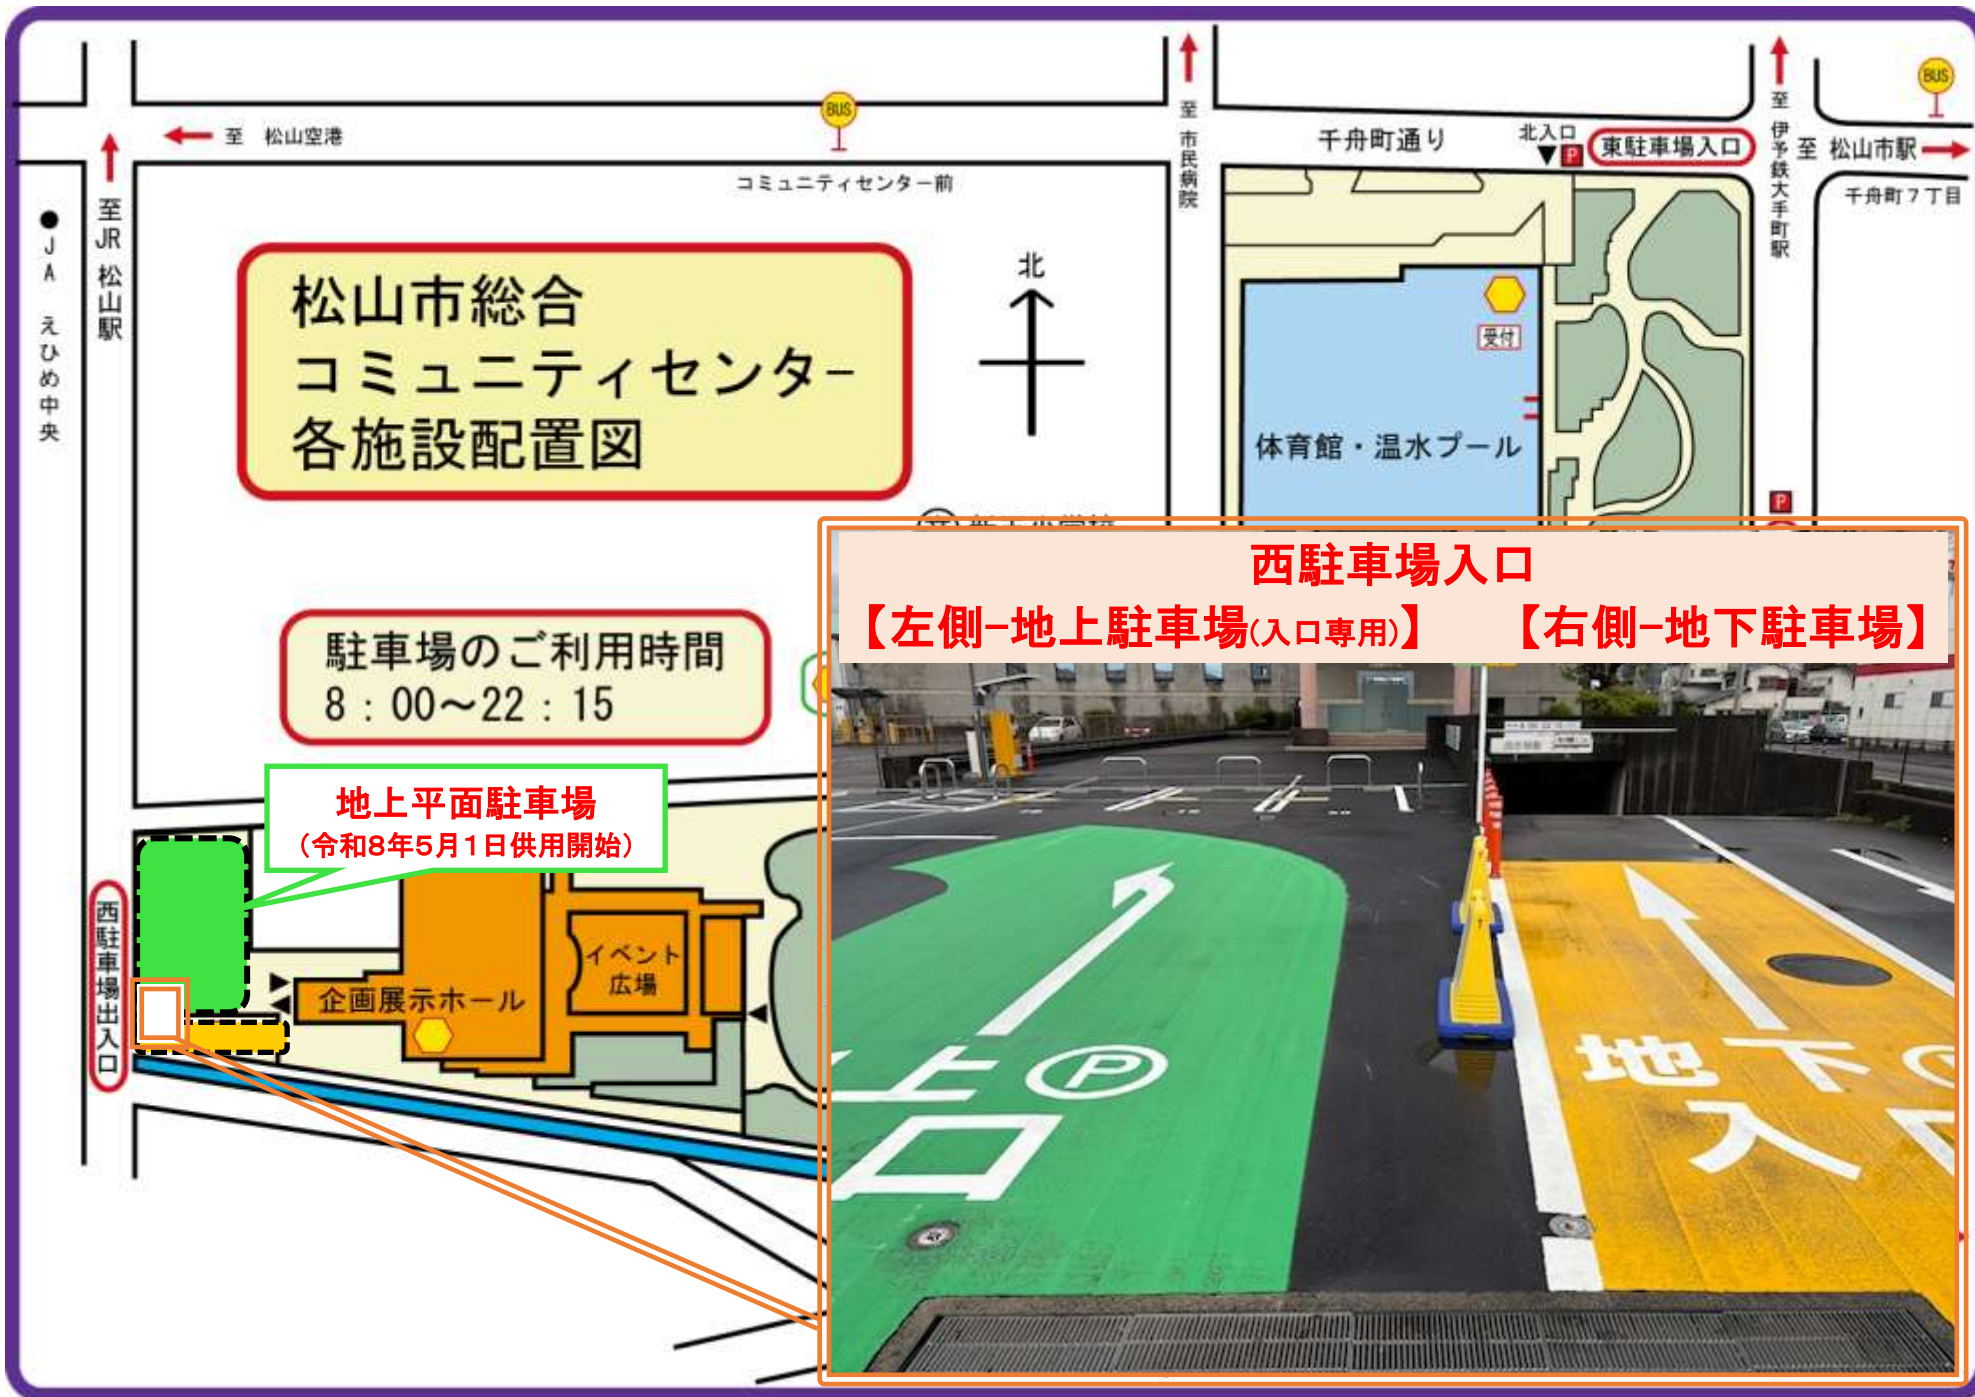 BUS
BUS
至 松山空港
コミュニティセンター前
至 市民病院
千舟町通り
北入口
P
東駐車場入口
至 伊予鉄大手町駅
至 松山市駅
千舟町7丁目
至JR 松山駅
JA えひめ中央
松山市総合
コミュニティセンター
各施設配置図
北
受付
体育館・温水プール
P
駐車場のご利用時間
8:00〜22:15
西駐車場入口
【左側−地上駐車場(入口専用)】 【右側−地下駐車場】
地上平面駐車場
(令和8年5月1日供用開始)
西駐車場出入口
企画展示ホール
イベント
広場
上P
口
地下
入